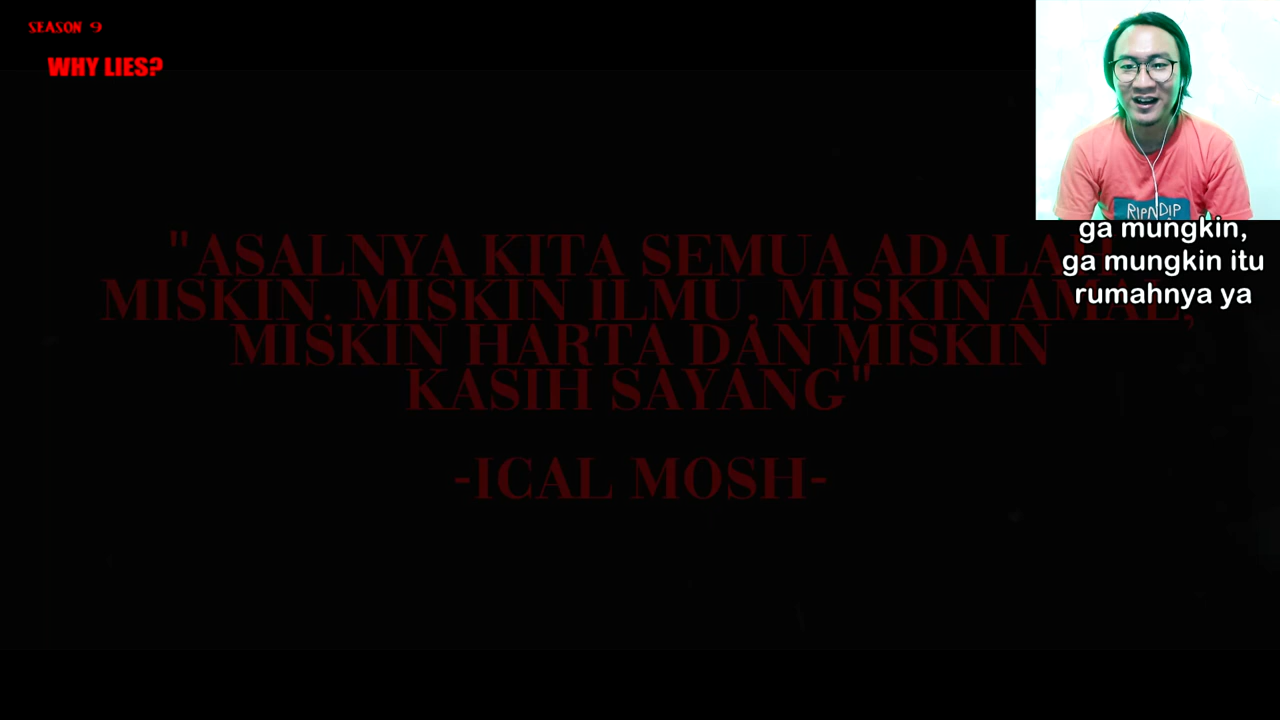 SEASON 9
WHY LIES?
RIPNDIP
ga mungkin,
ga mungkin itu
rumahnya ya
"ASALNYA KITA SEMUA ADALAH
MISKIN. MISKIN ILMU, MISKIN AMAL,
MISKIN HARTA DAN MISKIN
KASIH SAYANG"
-ICAL MOSH-